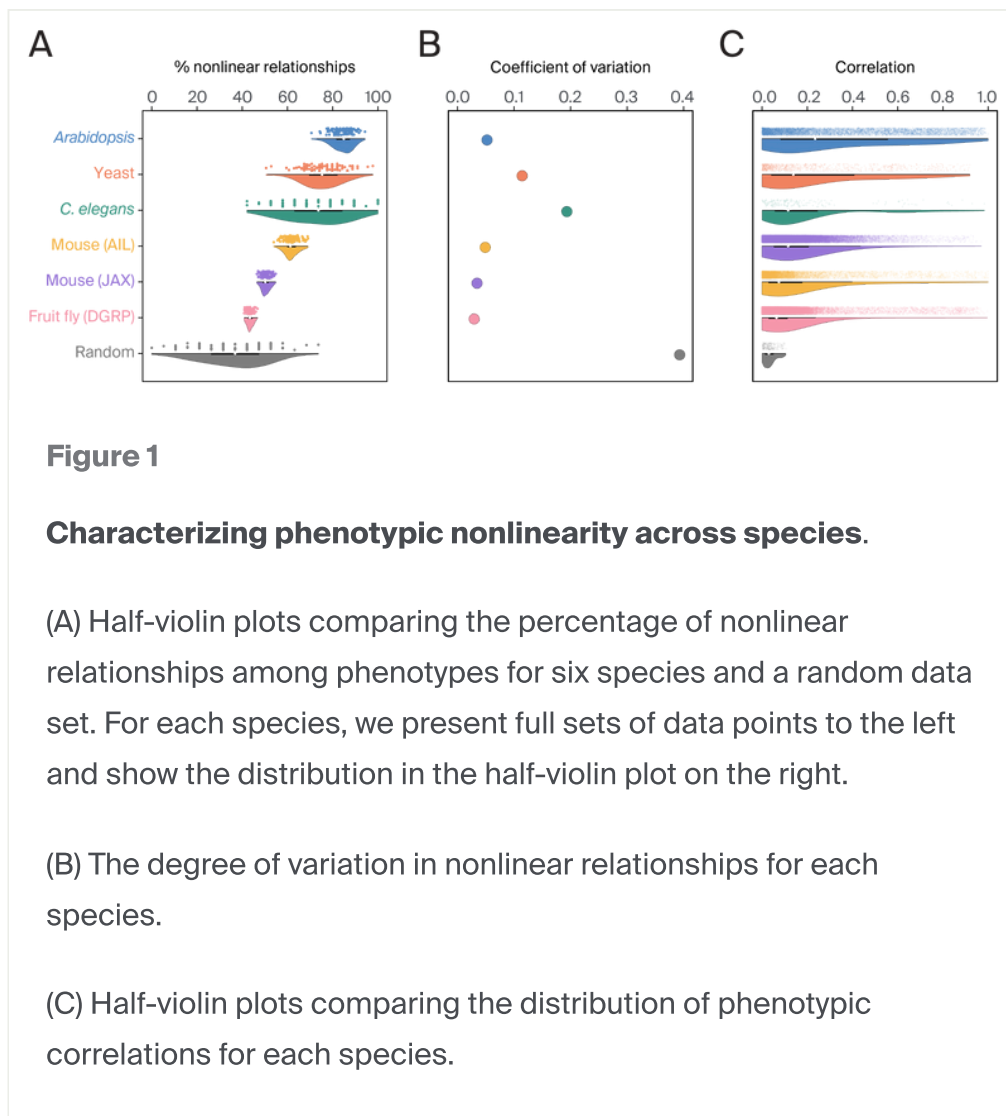 A
B
C
% nonlinear relationships
Coefficient of variation
Correlation
0 20 40 60 80 100
0.0 0.1 0.2 0.3 0.4
0.0 0.2 0.4 0.6 0.8 1.0
Arabidopsis
Yeast
C. elegans
Mouse (AIL)
Mouse (JAX)
Fruit fly (DGRP)
Random
Figure 1
Characterizing phenotypic nonlinearity across species.
(A) Half-violin plots comparing the percentage of nonlinear
relationships among phenotypes for six species and a random data
set. For each species, we present full sets of data points to the left
and show the distribution in the half-violin plot on the right.
(B) The degree of variation in nonlinear relationships for each
species.
(C) Half-violin plots comparing the distribution of phenotypic
correlations for each species.